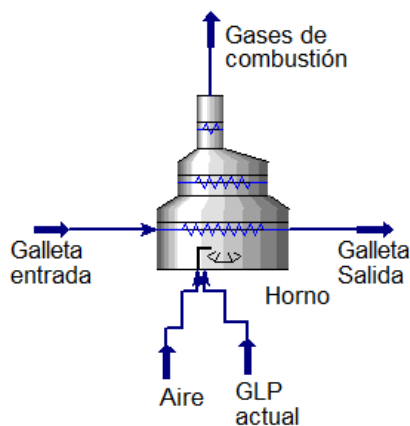 Gases de
combustión
Galleta
entrada
Galleta
Salida
Horno
Aire
GLP
actual